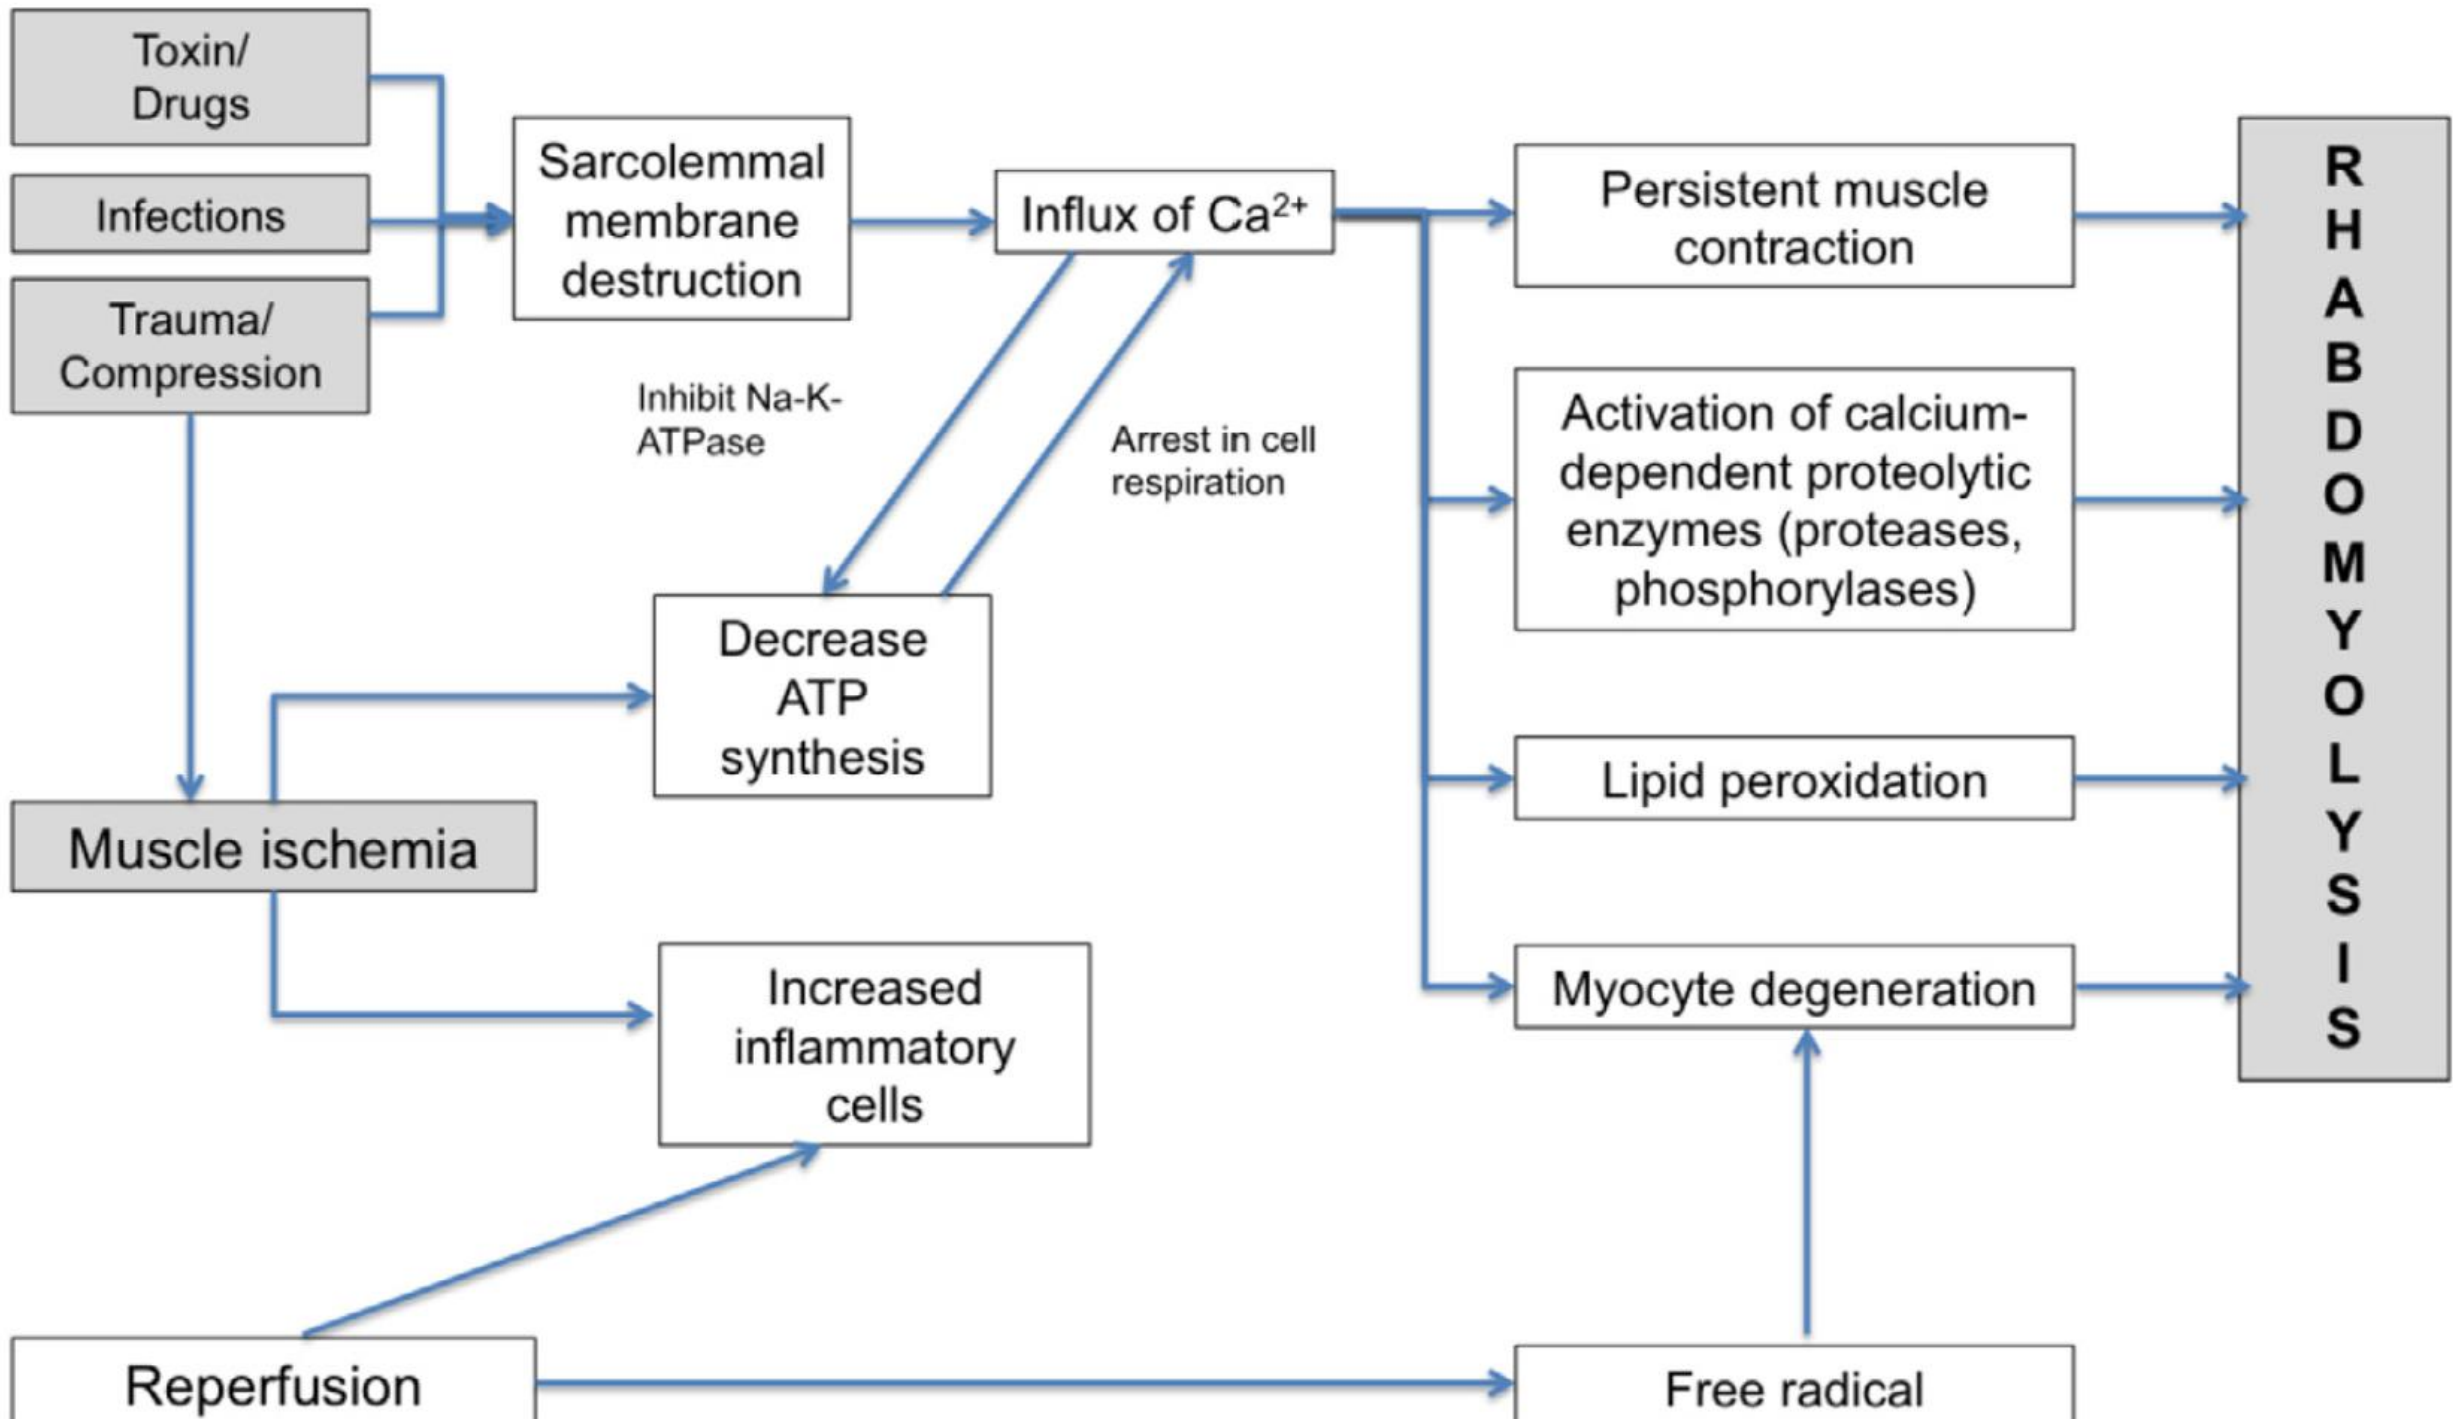 Toxin/
Drugs
Infections
Trauma/
Compression
Sarcolemmal
membrane
destruction
Influx of Ca²⁺
Inhibit Na-K-
ATPase
Arrest in cell
respiration
Decrease
ATP
synthesis
Muscle ischemia
Increased
inflammatory
cells
Reperfusion
Persistent muscle
contraction
Activation of calcium-
dependent proteolytic
enzymes (proteases,
phosphorylases)
Lipid peroxidation
Myocyte degeneration
Free radical
R
H
A
B
D
O
M
Y
O
L
Y
S
I
S